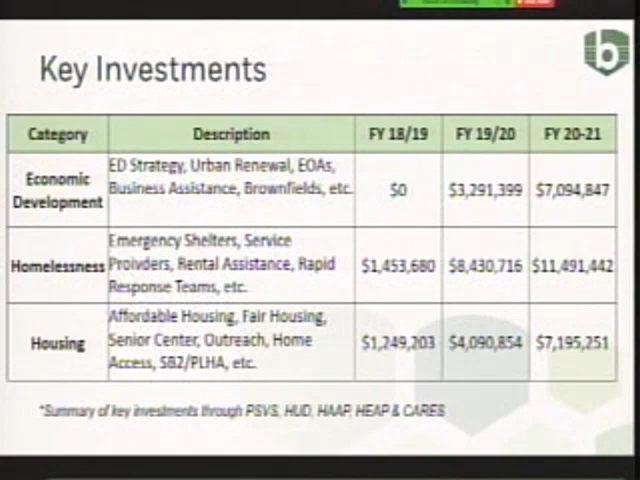 b
Key Investments
Category Description FY 18/19 FY 19/20 FY 20-21
Economic Development ED Strategy, Urban Renewal, EOAs, $0 $3,291,399 $7,094,847
Business Assistance, Brownfields, etc.
Homelessness Emergency Shelters, Service $1,453,680 $8,430,716 $11,491,442
Proivders, Rental Assistance, Rapid
Response Teams, etc.
Housing Affordable Housing, Fair Housing, $1,249,203 $4,090,854 $7,195,251
Senior Center, Outreach, Home
Access, SB2/PLHA, etc.
*Summary of key investments through PSVS, HUD, HAAP, HEAP & CARES